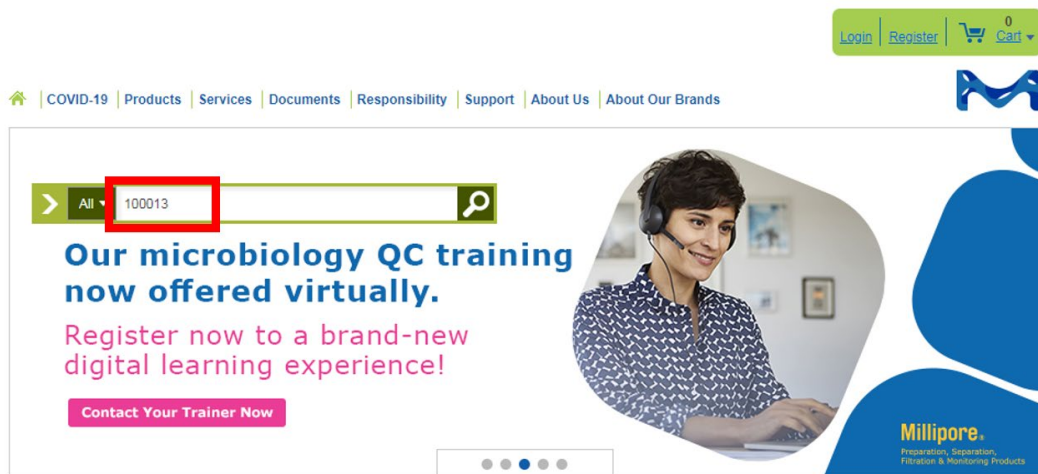 0
Login Register Cart
COVID-19 Products Services Documents Responsibility Support About Us About Our Brands
All 100013
Our microbiology QC training
now offered virtually.
Register now to a brand-new
digital learning experience!
Contact Your Trainer Now
Millipore®
Preparation, Separation,
Filtration & Monitoring Products